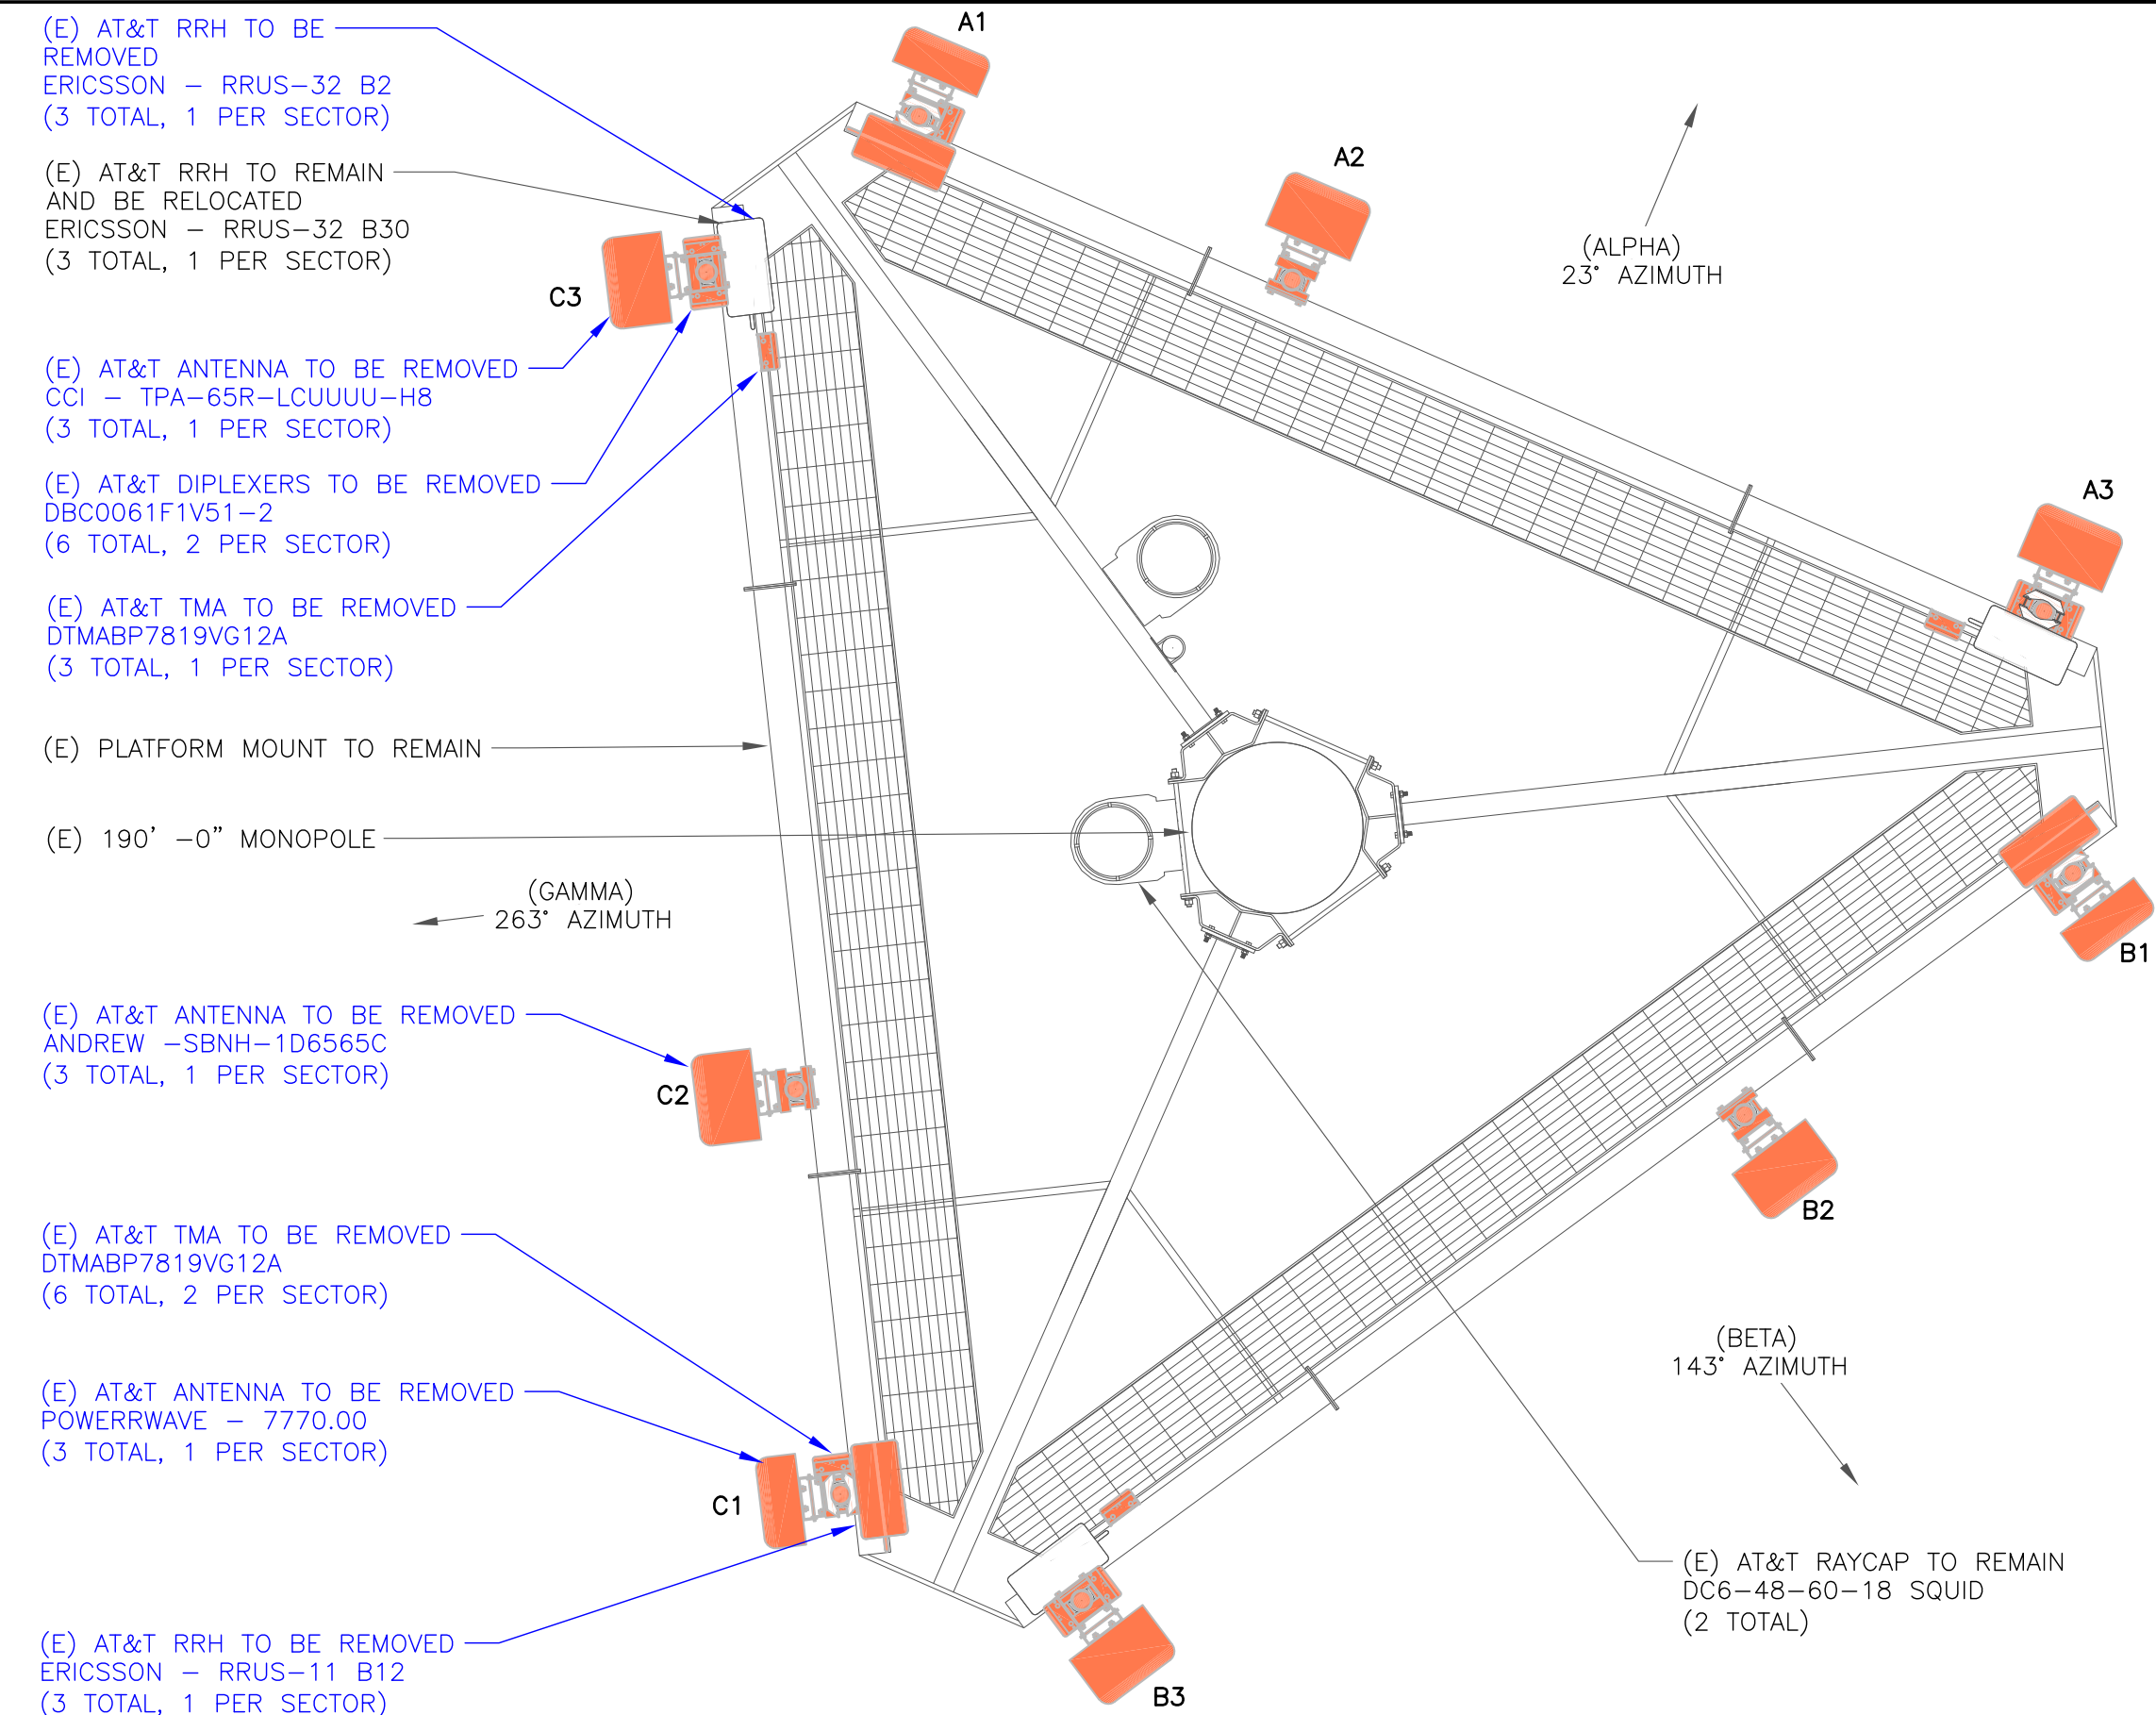 (E) AT&T RRH TO BE
REMOVED
ERICSSON – RRUS–32 B2
(3 TOTAL, 1 PER SECTOR)
(E) AT&T RRH TO REMAIN
AND BE RELOCATED
ERICSSON – RRUS–32 B30
(3 TOTAL, 1 PER SECTOR)
(E) AT&T ANTENNA TO BE REMOVED
CCI – TPA–65R–LCUUUU–H8
(3 TOTAL, 1 PER SECTOR)
(E) AT&T DIPLEXERS TO BE REMOVED
DBC0061F1V51–2
(6 TOTAL, 2 PER SECTOR)
(E) AT&T TMA TO BE REMOVED
DTMABP7819VG12A
(3 TOTAL, 1 PER SECTOR)
(E) PLATFORM MOUNT TO REMAIN
(E) 190' –0" MONOPOLE
(GAMMA)
263° AZIMUTH
(E) AT&T ANTENNA TO BE REMOVED
ANDREW –SBNH–1D6565C
(3 TOTAL, 1 PER SECTOR)
(E) AT&T TMA TO BE REMOVED
DTMABP7819VG12A
(6 TOTAL, 2 PER SECTOR)
(E) AT&T ANTENNA TO BE REMOVED
POWERRWAVE – 7770.00
(3 TOTAL, 1 PER SECTOR)
(E) AT&T RRH TO BE REMOVED
ERICSSON – RRUS–11 B12
(3 TOTAL, 1 PER SECTOR)
A1
A2
(ALPHA)
23° AZIMUTH
A3
C3
B1
C2
B2
(BETA)
143° AZIMUTH
C1
(E) AT&T RAYCAP TO REMAIN
DC6–48–60–18 SQUID
(2 TOTAL)
B3